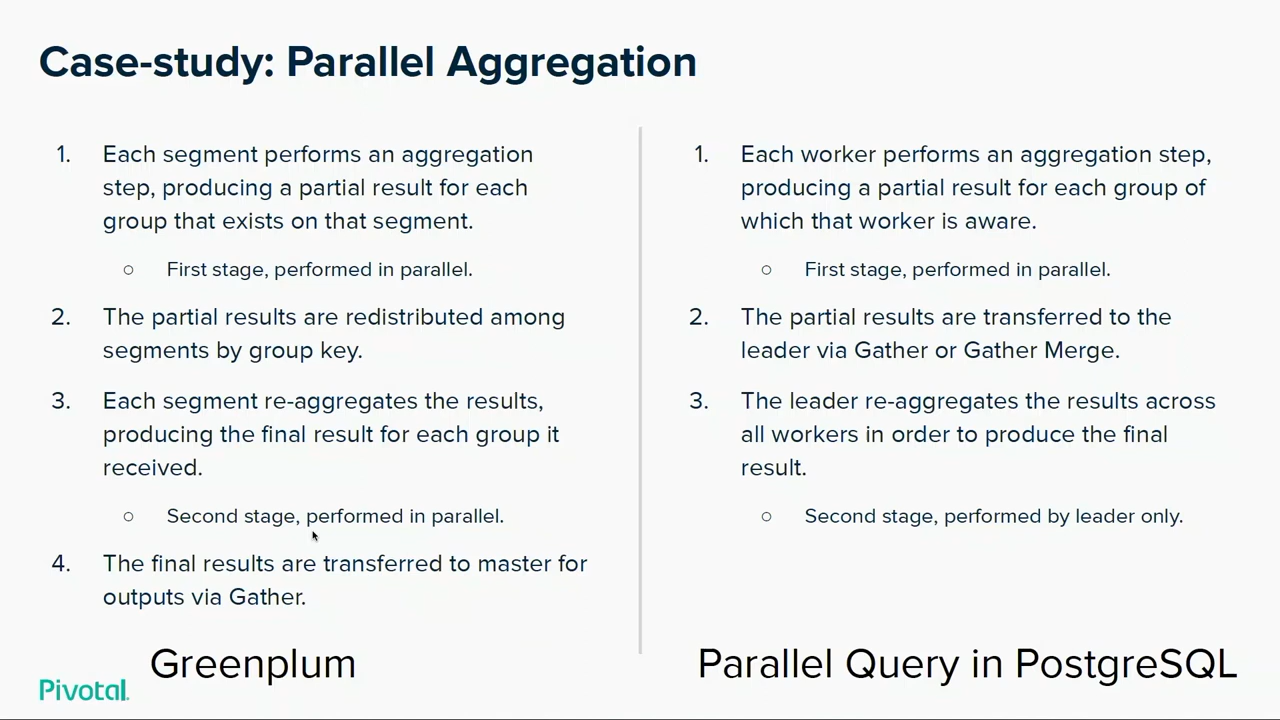 Case-study: Parallel Aggregation
1. Each segment performs an aggregation
step, producing a partial result for each
group that exists on that segment.
○ First stage, performed in parallel.
2. The partial results are redistributed among
segments by group key.
3. Each segment re-aggregates the results,
producing the final result for each group it
received.
○ Second stage, performed in parallel.
4. The final results are transferred to master for
outputs via Gather.
Greenplum
1. Each worker performs an aggregation step,
producing a partial result for each group of
which that worker is aware.
○ First stage, performed in parallel.
2. The partial results are transferred to the
leader via Gather or Gather Merge.
3. The leader re-aggregates the results across
all workers in order to produce the final
result.
○ Second stage, performed by leader only.
Parallel Query in PostgreSQL
Pivotal.